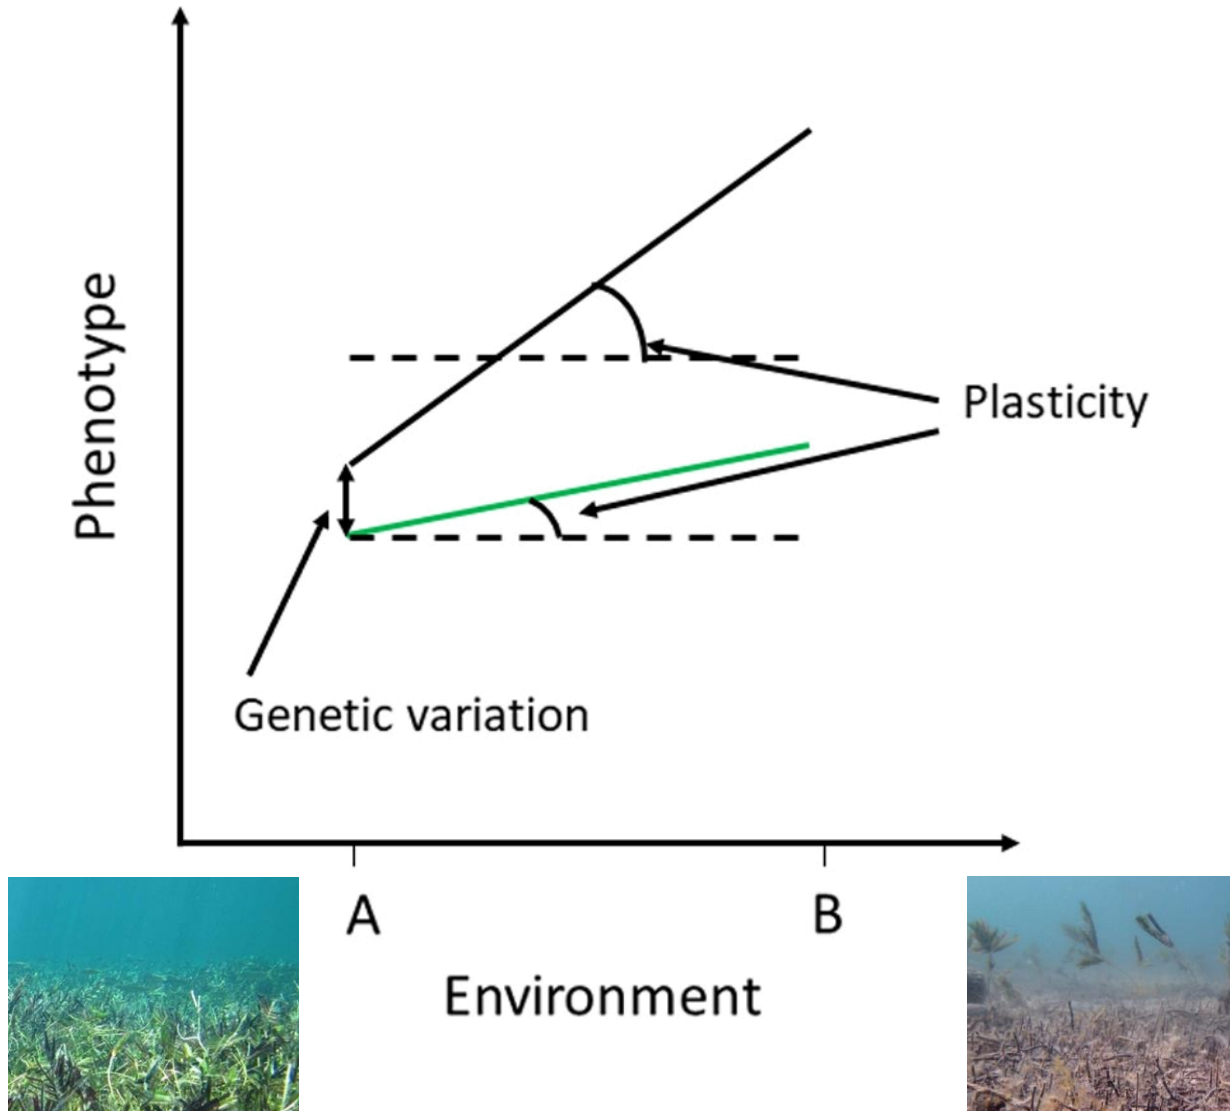 Phenotype
Plasticity
Genetic variation
A
B
Environment